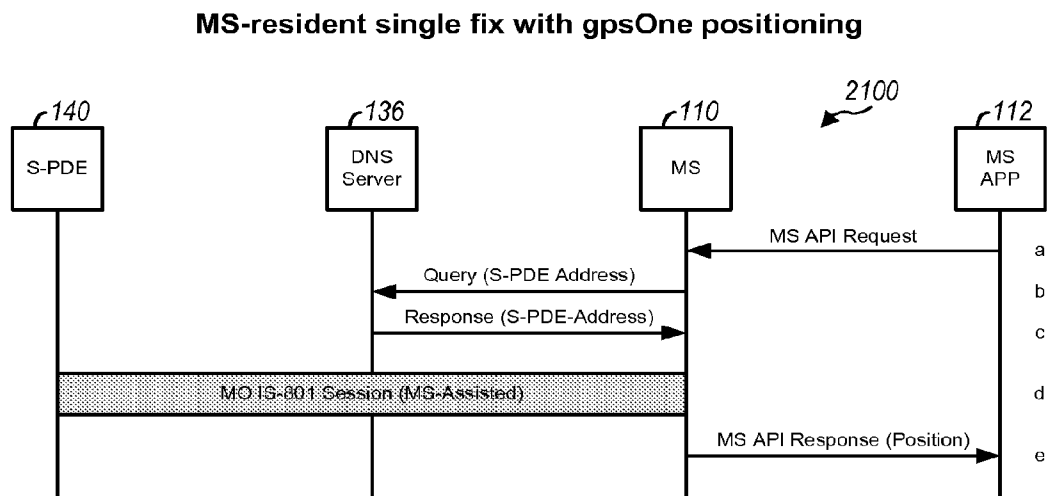 MS-resident single fix with gpsOne positioning
140
136
110
2100
112
S-PDE
DNS
Server
MS
MS
APP
MS API Request
a
Query (S-PDE Address)
b
Response (S-PDE-Address)
c
MO IS-801 Session (MS-Assisted)
d
MS API Response (Position)
e